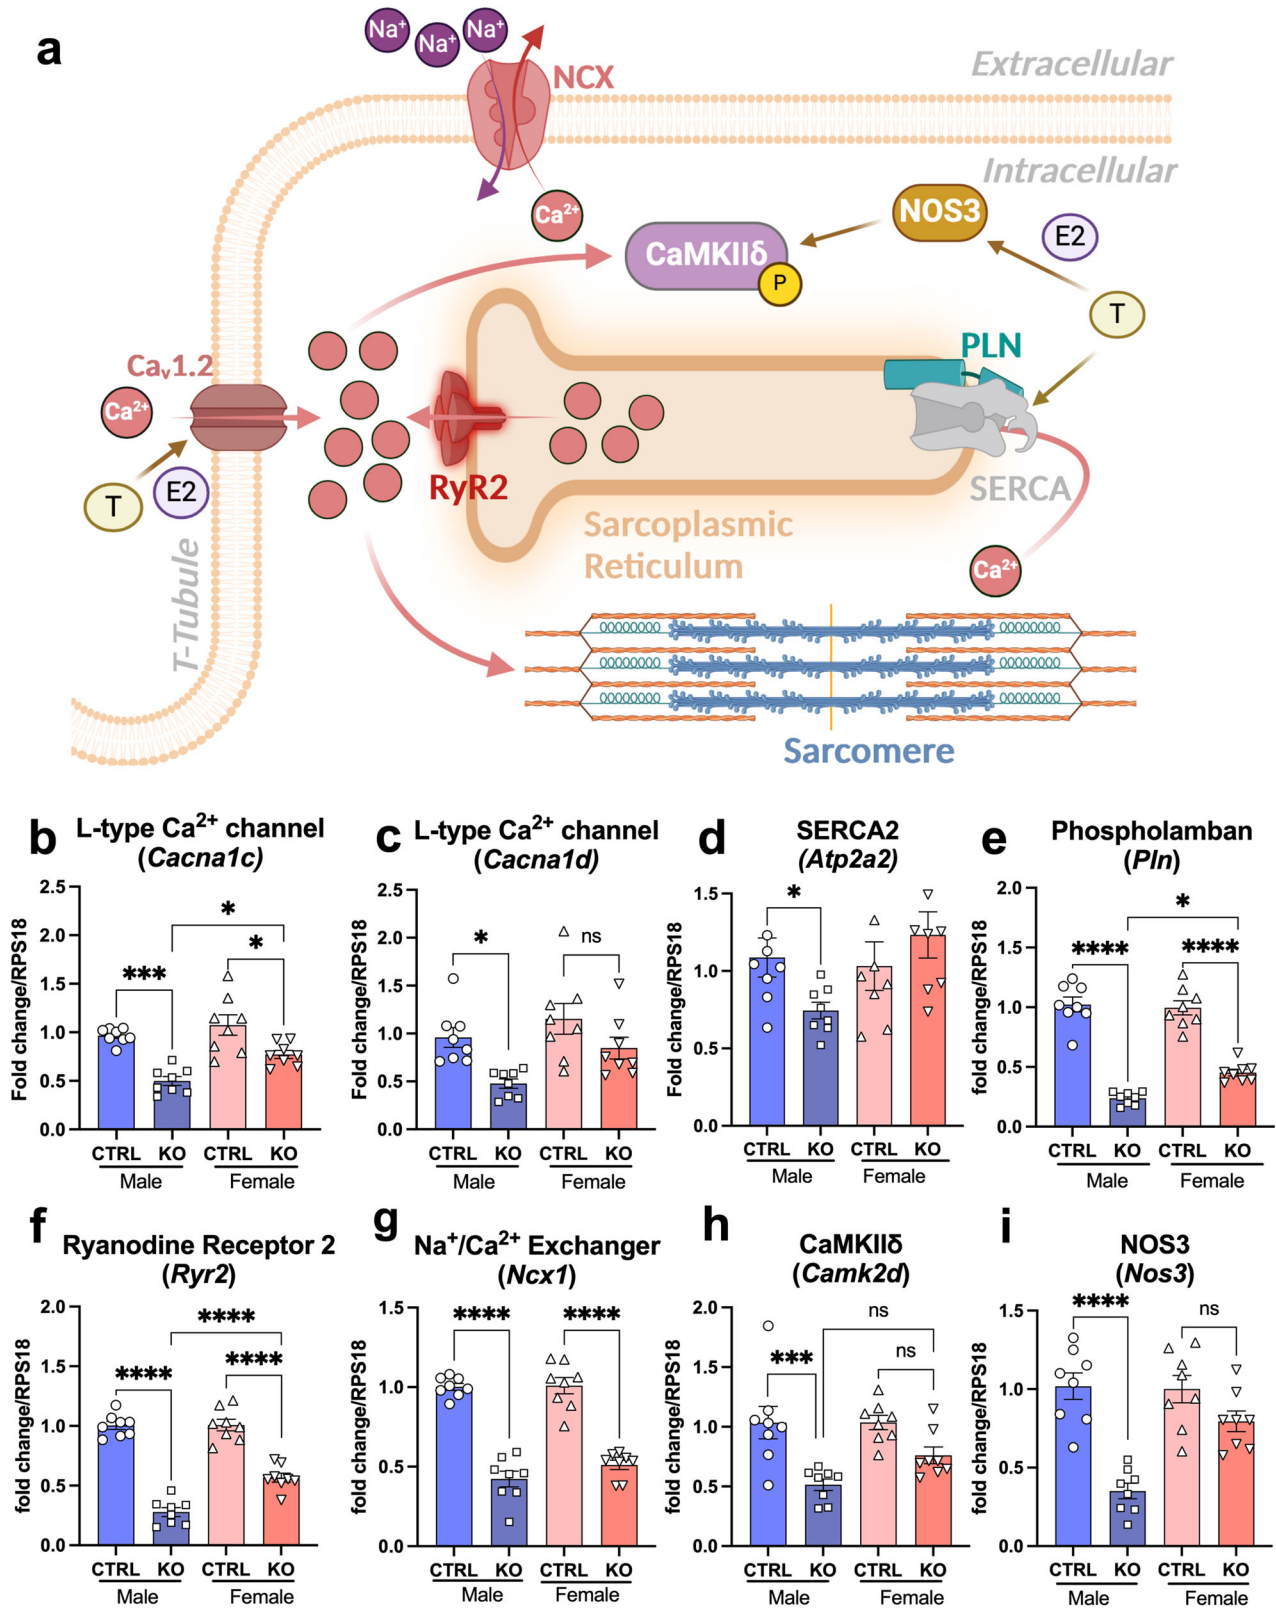 a
Na⁺
Na⁺
Na⁺
NCX
Extracellular
Intracellular
Ca²⁺
NOS3
E2
CaMKIIδ
P
T
PLN
Caᵥ1.2
Ca²⁺
T
E2
RyR2
SERCA
Sarcoplasmic
Reticulum
Ca²⁺
T-Tubule
Sarcomere
b
L-type Ca²⁺ channel
(Cacna1c)
Fold change/RPS18
2.5
2.0
1.5
1.0
0.5
0.0
*
*
***
CTRL KO CTRL KO
Male Female
c
L-type Ca²⁺ channel
(Cacna1d)
Fold change/RPS18
2.5
2.0
1.5
1.0
0.5
0.0
* ns
CTRL KO CTRL KO
Male Female
d
SERCA2
(Atp2a2)
Fold change/RPS18
1.5
1.0
0.5
0.0
*
CTRL KO CTRL KO
Male Female
e
Phospholamban
(Pln)
fold change/RPS18
2.0
1.5
1.0
0.5
0.0
*
**** ****
CTRL KO CTRL KO
Male Female
f
Ryanodine Receptor 2
(Ryr2)
fold change/RPS18
2.0
1.5
1.0
0.5
0.0
****
**** ****
CTRL KO CTRL KO
Male Female
g
Na⁺/Ca²⁺ Exchanger
(Ncx1)
fold change/RPS18
1.5
1.0
0.5
0.0
**** ****
CTRL KO CTRL KO
Male Female
h
CaMKIIδ
(Camk2d)
fold change/RPS18
2.0
1.5
1.0
0.5
0.0
ns
*** ns
CTRL KO CTRL KO
Male Female
i
NOS3
(Nos3)
fold change/RPS18
1.5
1.0
0.5
0.0
**** ns
CTRL KO CTRL KO
Male Female